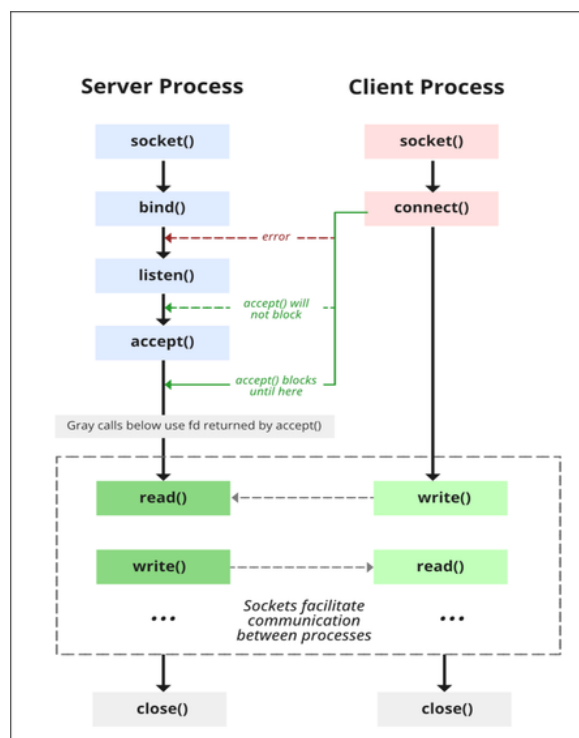 Server Process
Client Process
socket()
socket()
bind()
connect()
error
listen()
accept() will
not block
accept()
accept() blocks
until here
Gray calls below use fd returned by accept()
read()
write()
write()
read()
...
Sockets facilitate
communication
between processes
...
close()
close()